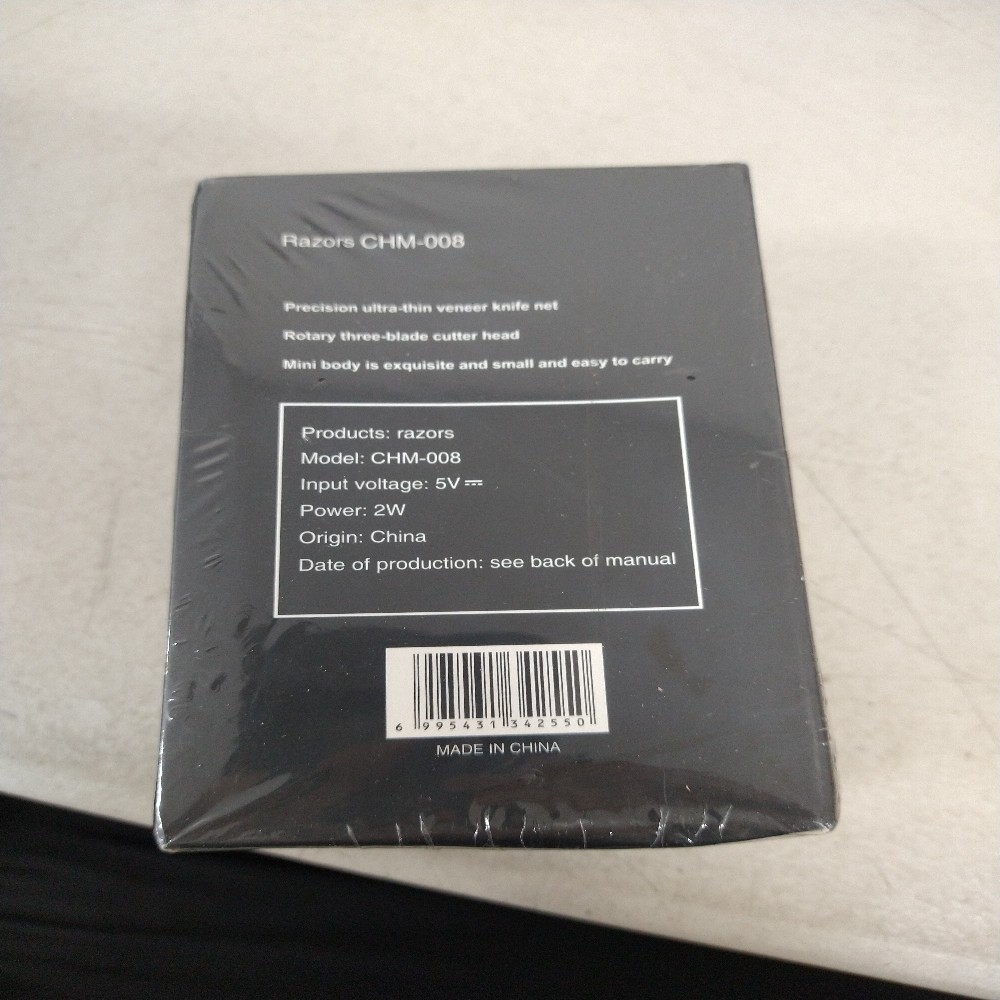 Razors CHM-008
Precision ultra-thin veneer knife net
Rotary three-blade cutter head
Mini body is exquisite and small and easy to carry
Products: razors
Model: CHM-008
Input voltage: 5V⎓
Power: 2W
Origin: China
Date of production: see back of manual
6 995431 342550
MADE IN CHINA